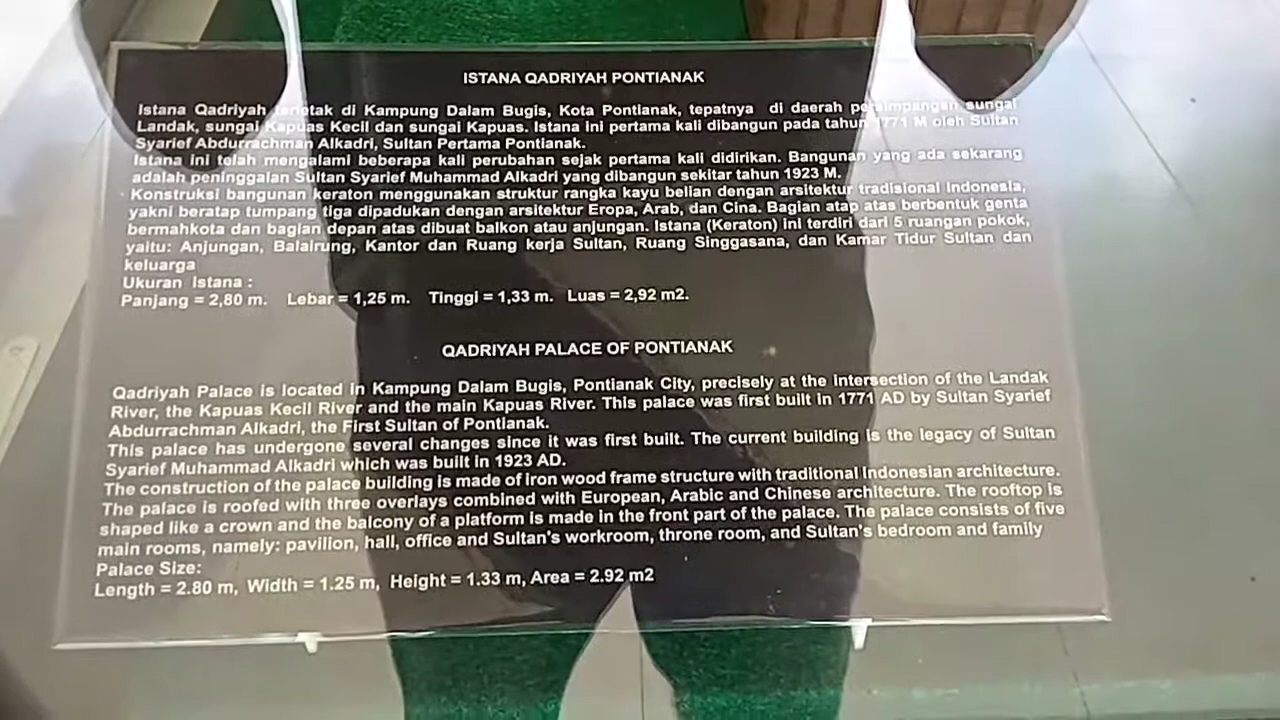 ISTANA QADRIYAH PONTIANAK
Istana Qadriyah terletak di Kampung Dalam Bugis, Kota Pontianak, tepatnya di daerah persimpangan sungai
Landak, sungai Kapuas Kecil dan sungai Kapuas. Istana ini pertama kali dibangun pada tahun 1771 M oleh Sultan
Syarief Abdurrachman Alkadri, Sultan Pertama Pontianak.
Istana ini telah mengalami beberapa kali perubahan sejak pertama kali didirikan. Bangunan yang ada sekarang
adalah peninggalan Sultan Syarief Muhammad Alkadri yang dibangun sekitar tahun 1923 M.
Konstruksi bangunan keraton menggunakan struktur rangka kayu belian dengan arsitektur tradisional Indonesia,
yakni beratap tumpang tiga dipadukan dengan arsitektur Eropa, Arab, dan Cina. Bagian atap atas berbentuk genta
bermahkota dan bagian depan atas dibuat balkon atau anjungan. Istana (Keraton) ini terdiri dari 5 ruangan pokok,
yaitu: Anjungan, Balairung, Kantor dan Ruang kerja Sultan, Ruang Singgasana, dan Kamar Tidur Sultan dan
keluarga
Ukuran Istana :
Panjang = 2,80 m. Lebar = 1,25 m. Tinggi = 1,33 m. Luas = 2,92 m2.
QADRIYAH PALACE OF PONTIANAK
Qadriyah Palace is located in Kampung Dalam Bugis, Pontianak City, precisely at the intersection of the Landak
River, the Kapuas Kecil River and the main Kapuas River. This palace was first built in 1771 AD by Sultan Syarief
Abdurrachman Alkadri, the First Sultan of Pontianak.
This palace has undergone several changes since it was first built. The current building is the legacy of Sultan
Syarief Muhammad Alkadri which was built in 1923 AD.
The construction of the palace building is made of iron wood frame structure with traditional Indonesian architecture.
The palace is roofed with three overlays combined with European, Arabic and Chinese architecture. The rooftop is
shaped like a crown and the balcony of a platform is made in the front part of the palace. The palace consists of five
main rooms, namely: pavilion, hall, office and Sultan's workroom, throne room, and Sultan's bedroom and family
Palace Size:
Length = 2.80 m, Width = 1.25 m, Height = 1.33 m, Area = 2.92 m2